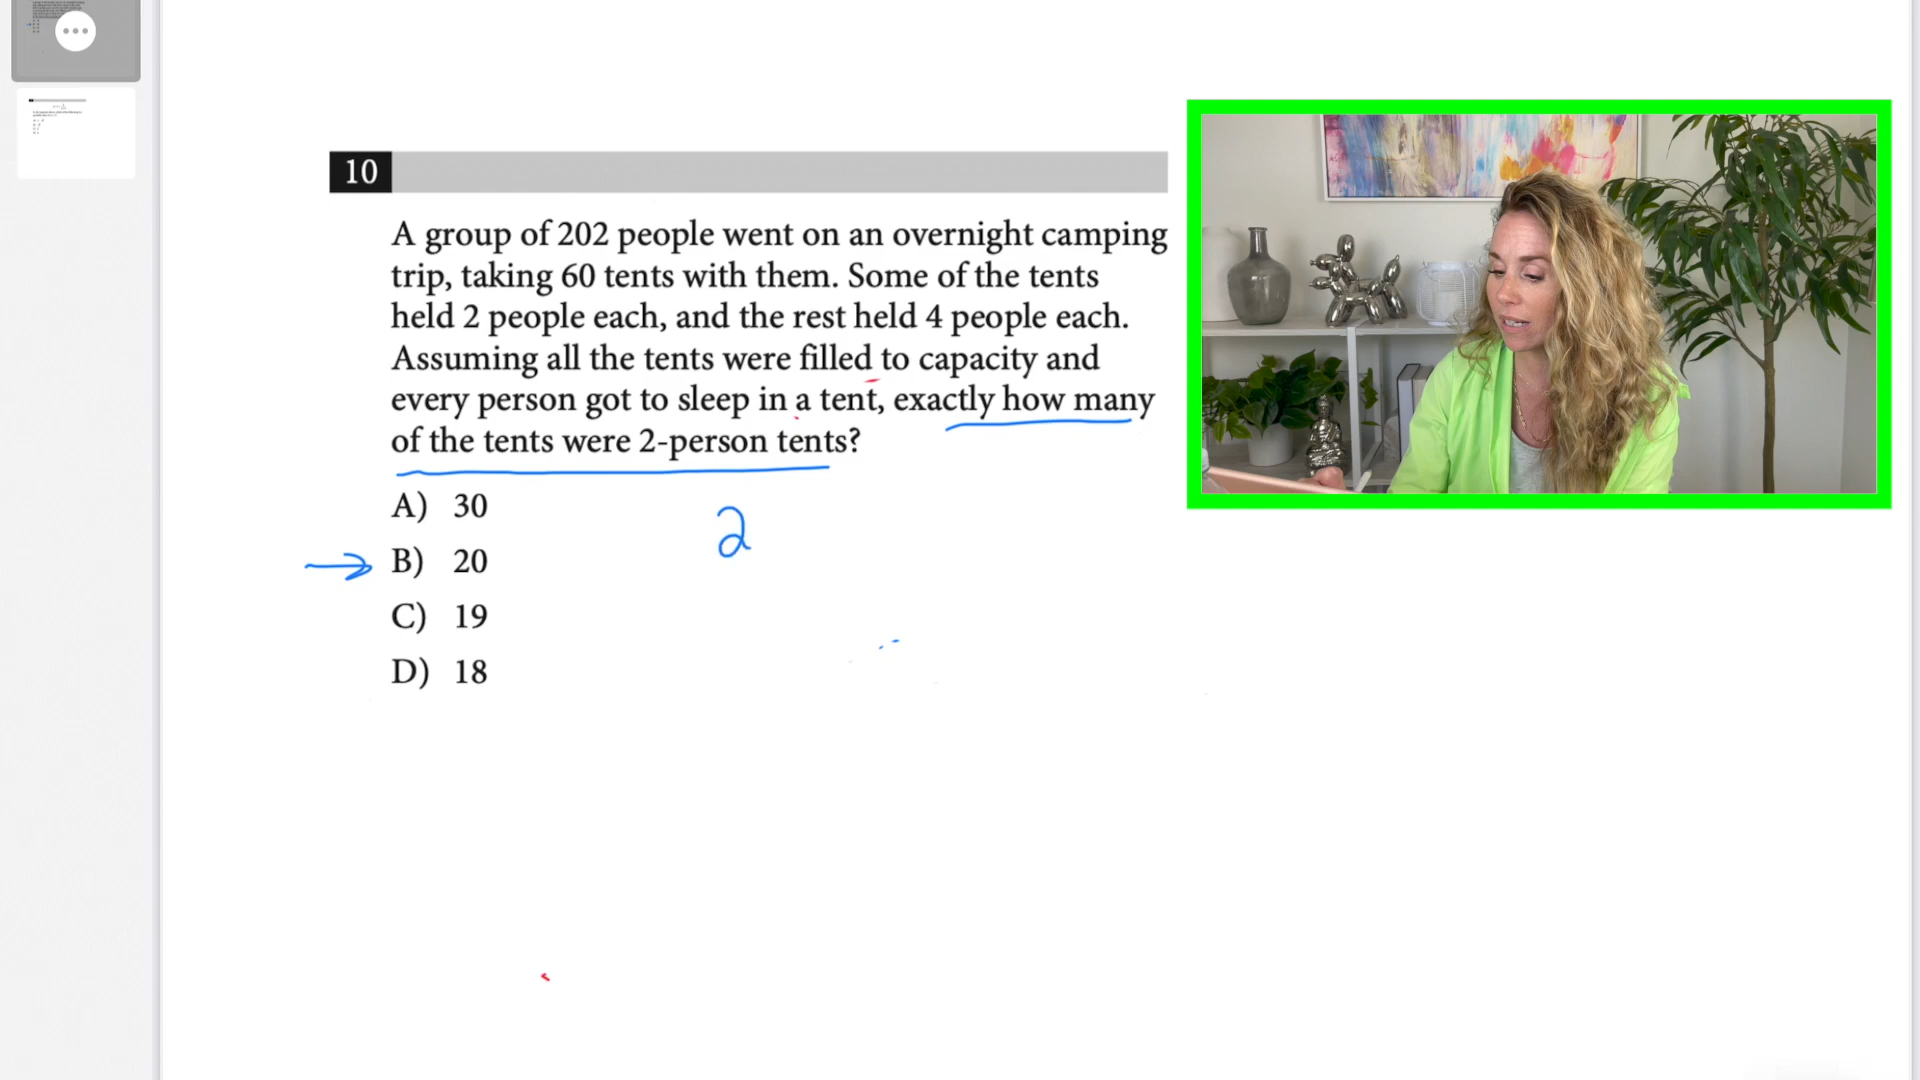 10
A group of 202 people went on an overnight camping
trip, taking 60 tents with them. Some of the tents
held 2 people each, and the rest held 4 people each.
Assuming all the tents were filled to capacity and
every person got to sleep in a tent, exactly how many
of the tents were 2-person tents?
A) 30
2
B) 20
C) 19
D) 18